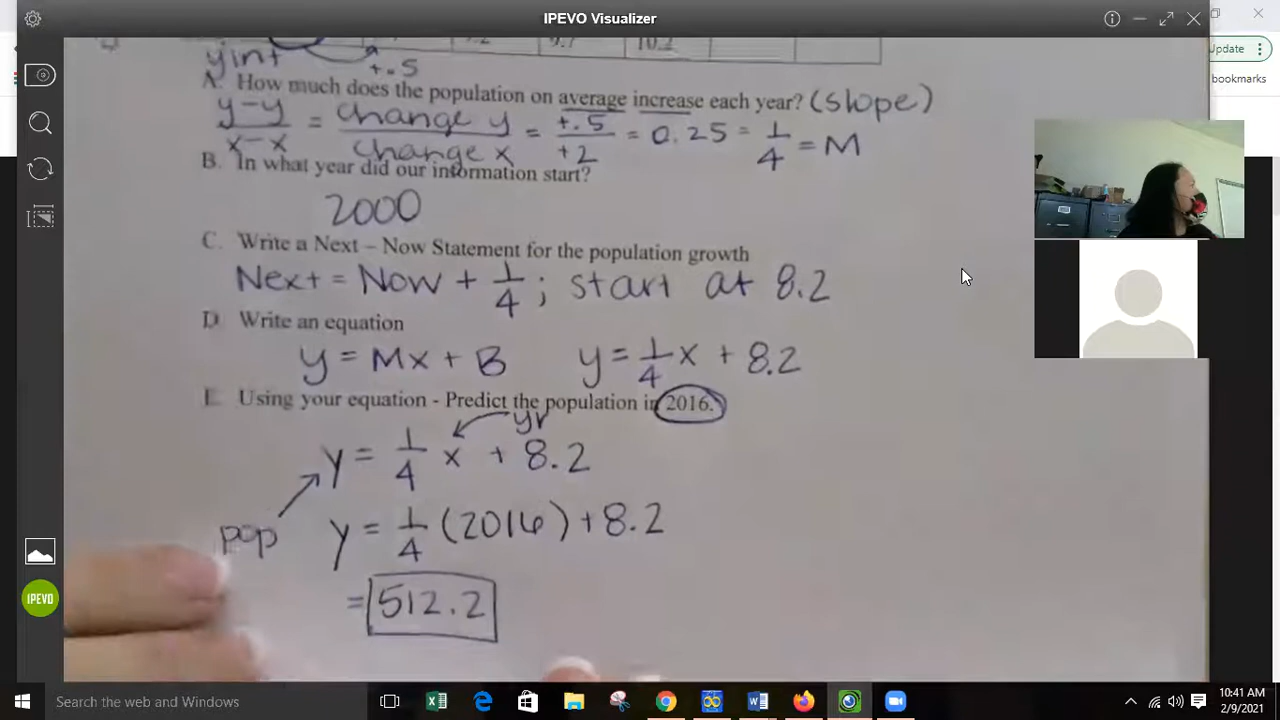 IPEVO Visualizer
Update
bookmarks
9.7 10.2
yint
+.5
A. How much does the population on average increase each year? (slope)
y-y / x-x = change y / change x = +.5 / +2 = 0.25 = 1/4 = M
B. In what year did our information start?
2000
C. Write a Next – Now Statement for the population growth
Next = Now + 1/4 ; start at 8.2
D. Write an equation
y = Mx + B y = 1/4 x + 8.2
E. Using your equation - Predict the population in 2016.
yr
y = 1/4 x + 8.2
pop
y = 1/4 (2016) + 8.2
= 512.2
IPEVO
Search the web and Windows
10:41 AM
2/9/2021